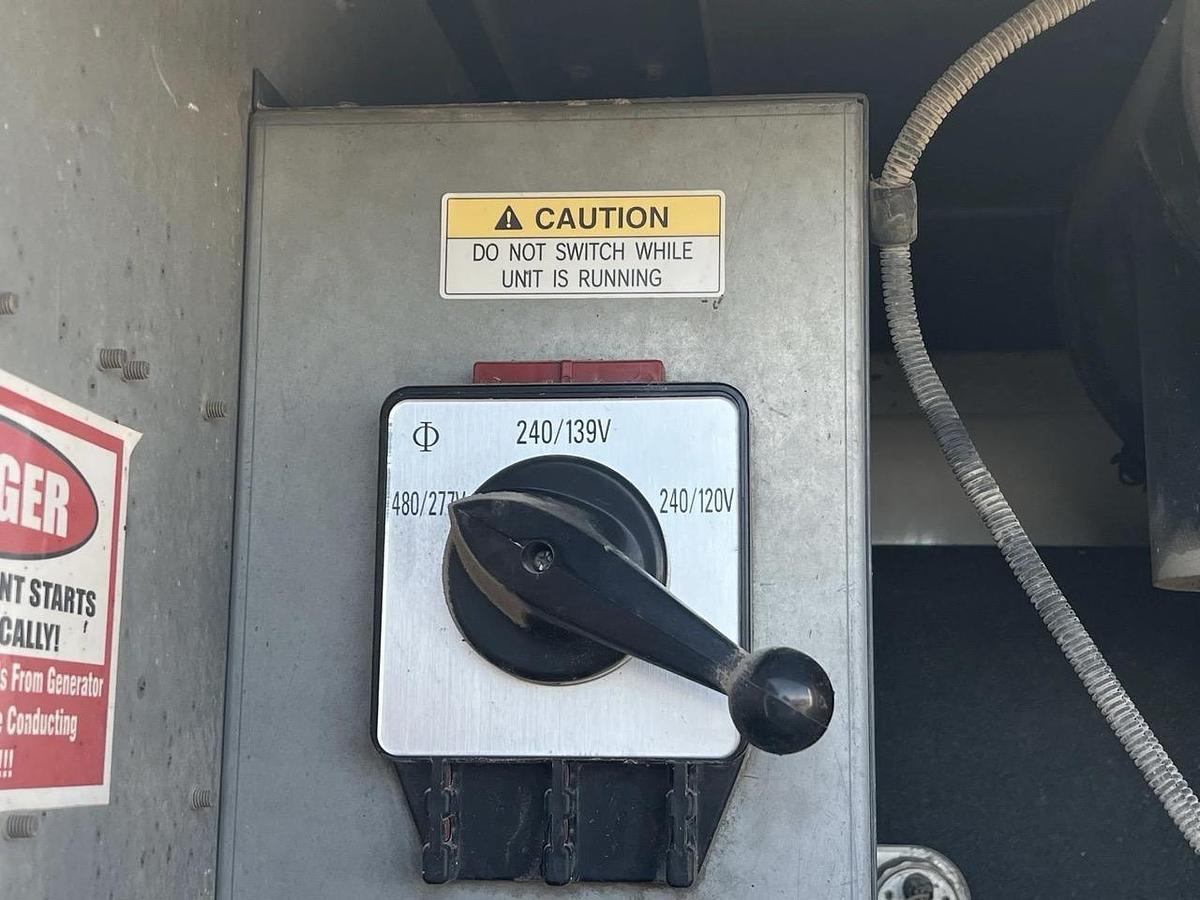 CAUTION
DO NOT SWITCH WHILE
UNIT IS RUNNING
Φ
240/139V
480/277V
240/120V
GER
NT STARTS
CALLY!
s From Generator
e Conducting
!!!